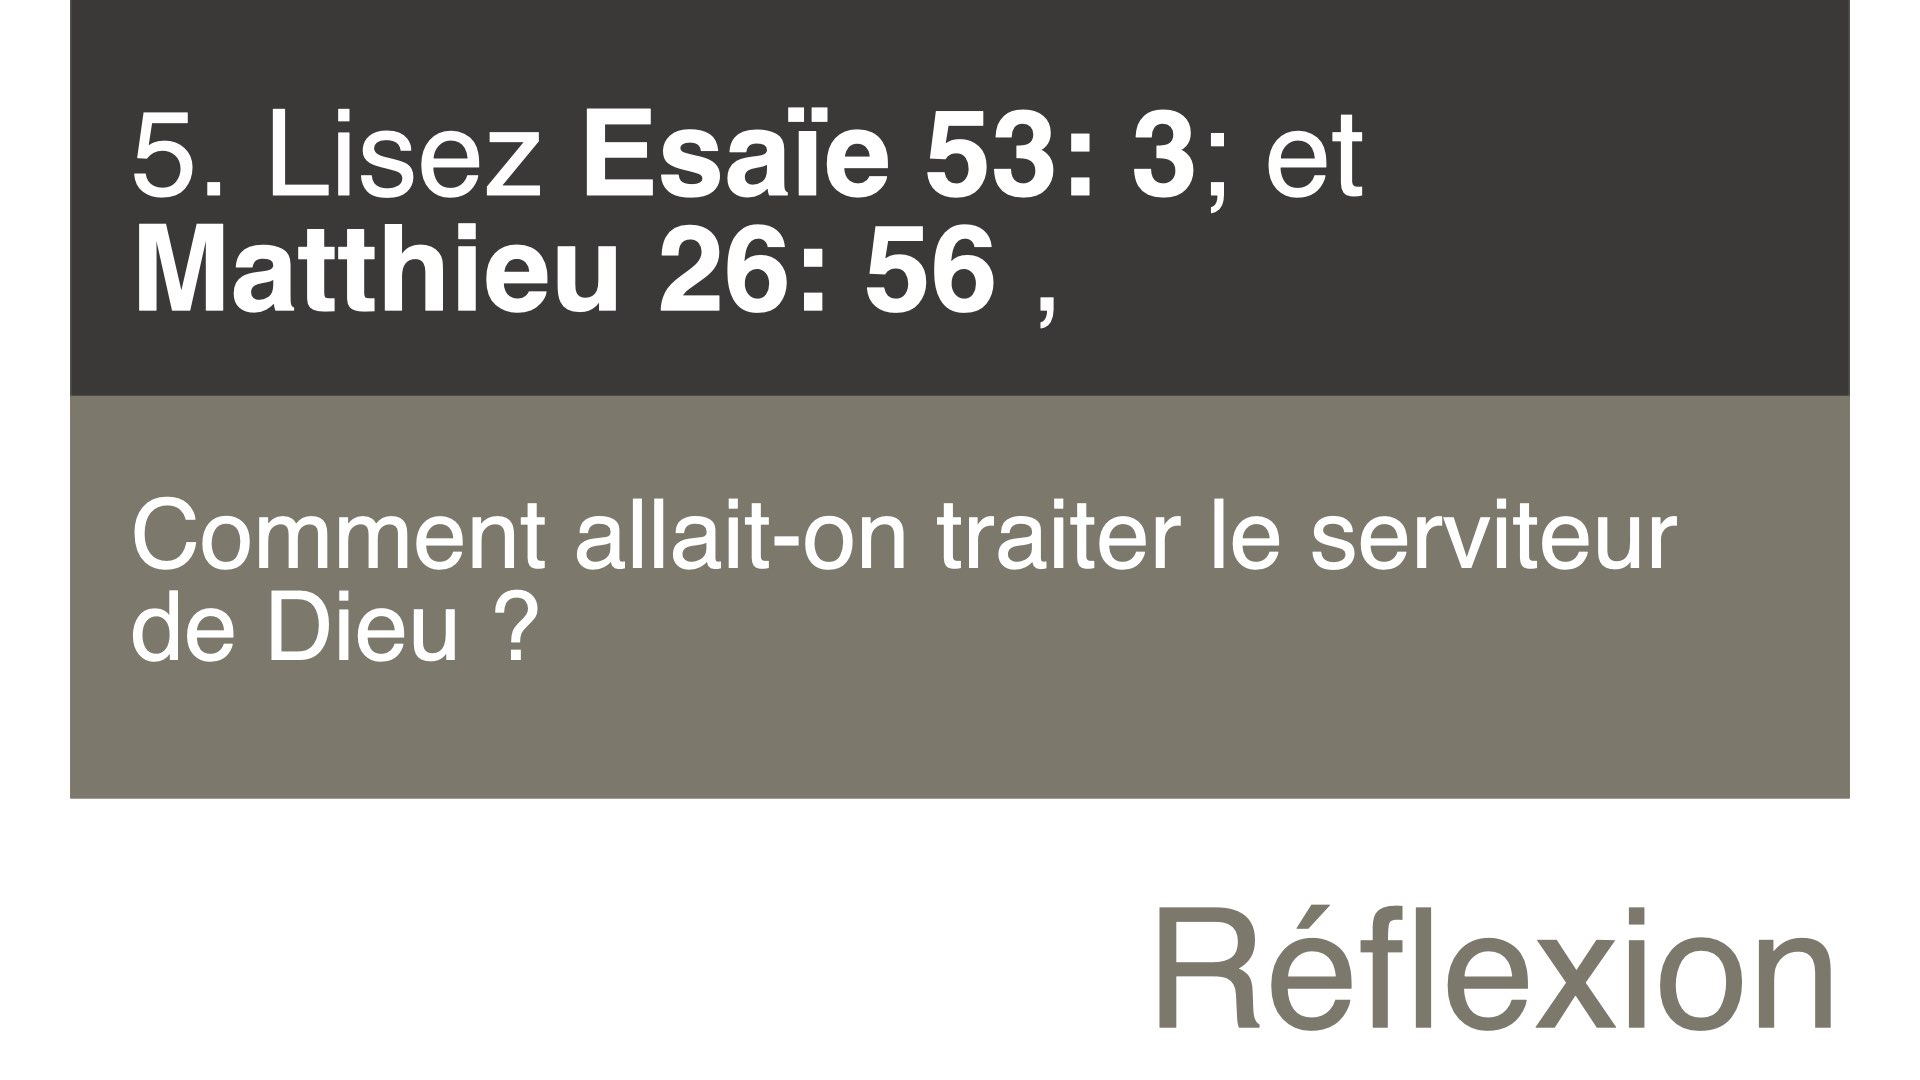 5. Lisez Esaïe 53: 3; et
Matthieu 26: 56 ,
Comment allait-on traiter le serviteur
de Dieu ?
Réflexion